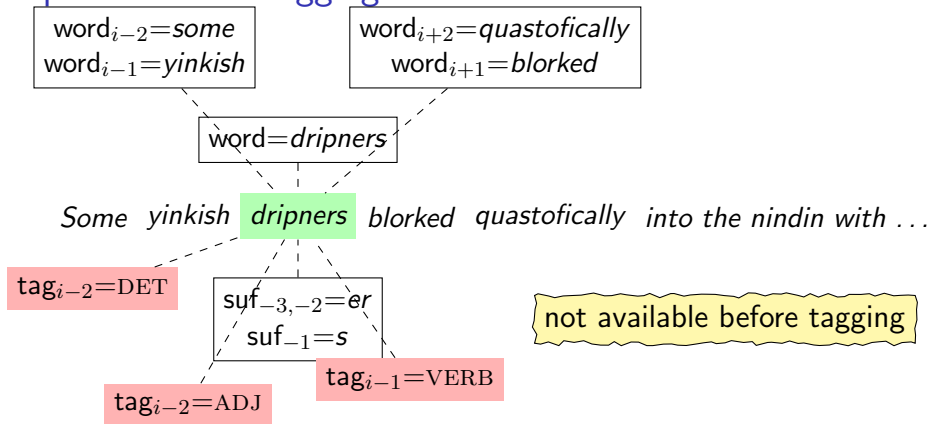 word_{i−2}=some
word_{i−1}=yinkish
word_{i+2}=quastofically
word_{i+1}=blorked
word=dripners
Some yinkish dripners blorked quastofically into the nindin with ...
tag_{i−2}=DET
suf_{−3,−2}=er
suf_{−1}=s
not available before tagging
tag_{i−1}=VERB
tag_{i−2}=ADJ